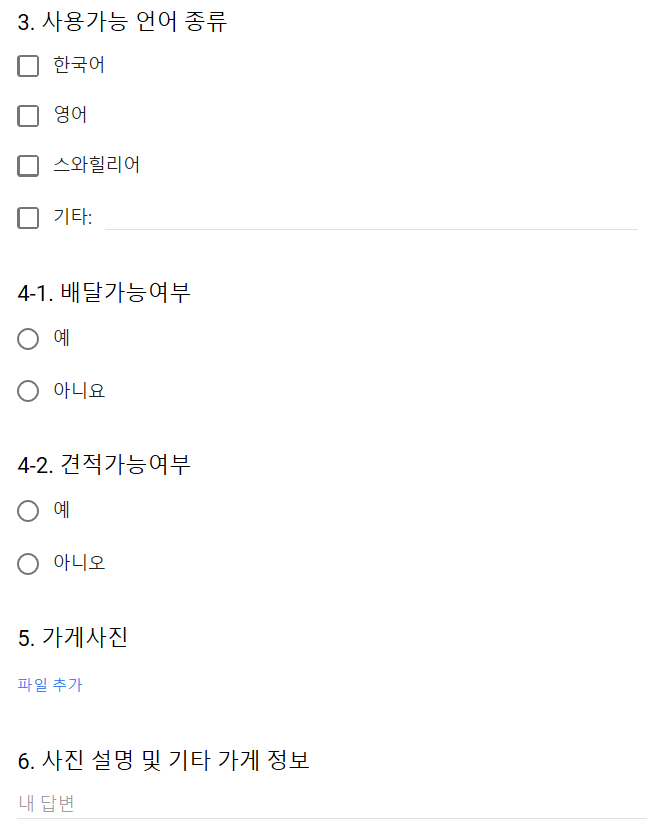 3. 사용가능 언어 종류
한국어
영어
스와힐리어
기타:
4-1. 배달가능여부
예
아니요
4-2. 견적가능여부
예
아니오
5. 가게사진
파일 추가
6. 사진 설명 및 기타 가게 정보
내 답변